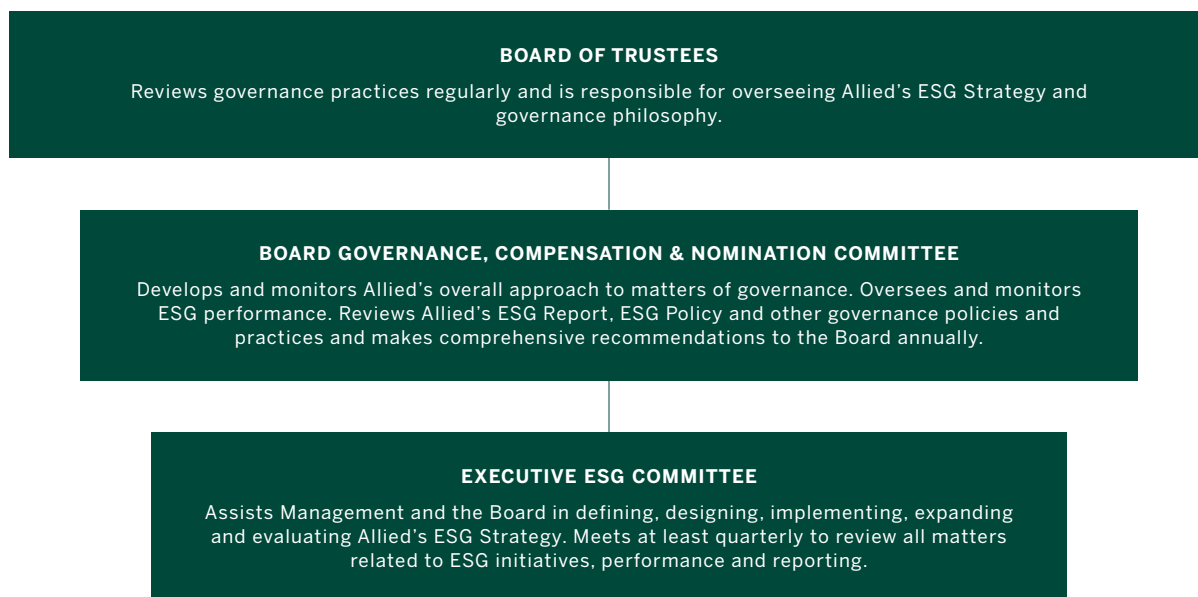 BOARD OF TRUSTEES
Reviews governance practices regularly and is responsible for overseeing Allied’s ESG Strategy and
governance philosophy.
BOARD GOVERNANCE, COMPENSATION & NOMINATION COMMITTEE
Develops and monitors Allied’s overall approach to matters of governance. Oversees and monitors
ESG performance. Reviews Allied’s ESG Report, ESG Policy and other governance policies and
practices and makes comprehensive recommendations to the Board annually.
EXECUTIVE ESG COMMITTEE
Assists Management and the Board in defining, designing, implementing, expanding
and evaluating Allied’s ESG Strategy. Meets at least quarterly to review all matters
related to ESG initiatives, performance and reporting.